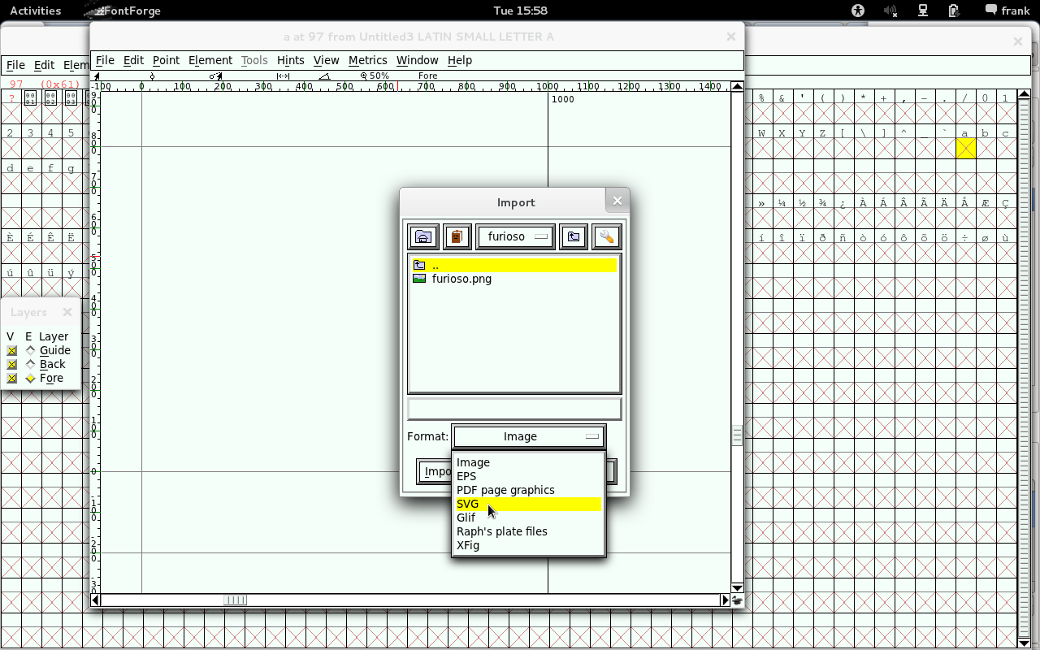 Activities FontForge Tue 15:58 frank
a at 97 from Untitled3 LATIN SMALL LETTER A
File Edit Elem
File Edit Point Element Tools Hints View Metrics Window Help
97 (0x61)
50% Fore
-100 0 100 200 300 400 500 600 700 800 900 1000 1100 1200 1300 1400
1000
? % & ' ( ) * + , - . / 0 1
2 3 4 5 W X Y Z [ \ ] ^ _ ` a b c
d e f g
» ¼ ½ ¾ ¿ À Á Â Ã Ä Å Æ Ç
È É Ê Ë í î ï ð ñ ò ó ô õ ö ÷ ø ù
ú û ü ý
Import
furioso
..
furioso.png
Format: Image
Impo
Image
EPS
PDF page graphics
SVG
Glif
Raph's plate files
XFig
Layers
V E Layer
Guide
Back
Fore